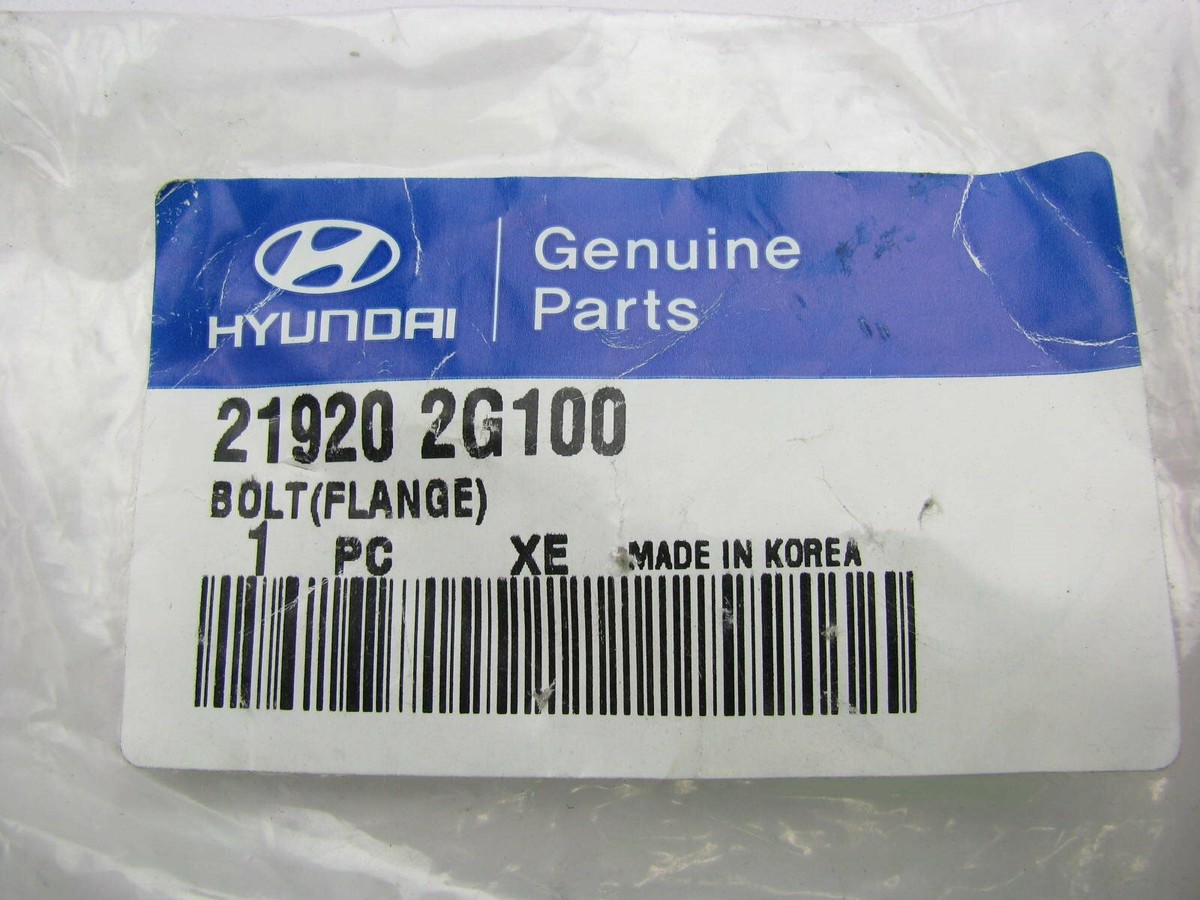 HYUNDAI
Genuine
Parts
21920 2G100
BOLT(FLANGE)
1 PC XE MADE IN KOREA